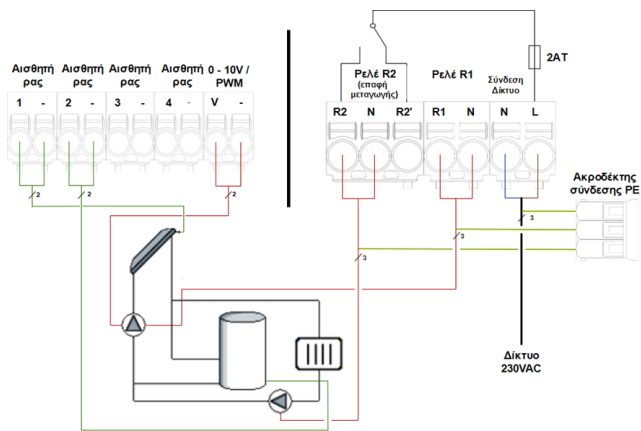 Αισθητή
ρας
Αισθητή
ρας
Αισθητή
ρας
Αισθητή
ρας
0 - 10V /
PWM
1 - 2 - 3 - 4 - V -
2
2
2
2AT
Ρελέ R2
(επαφή
μεταγωγής)
Ρελέ R1
Σύνδεση
Δίκτυο
R2 N R2' R1 N N L
Ακροδέκτης
σύνδεσης PE
3
3
3
Δίκτυο
230VAC